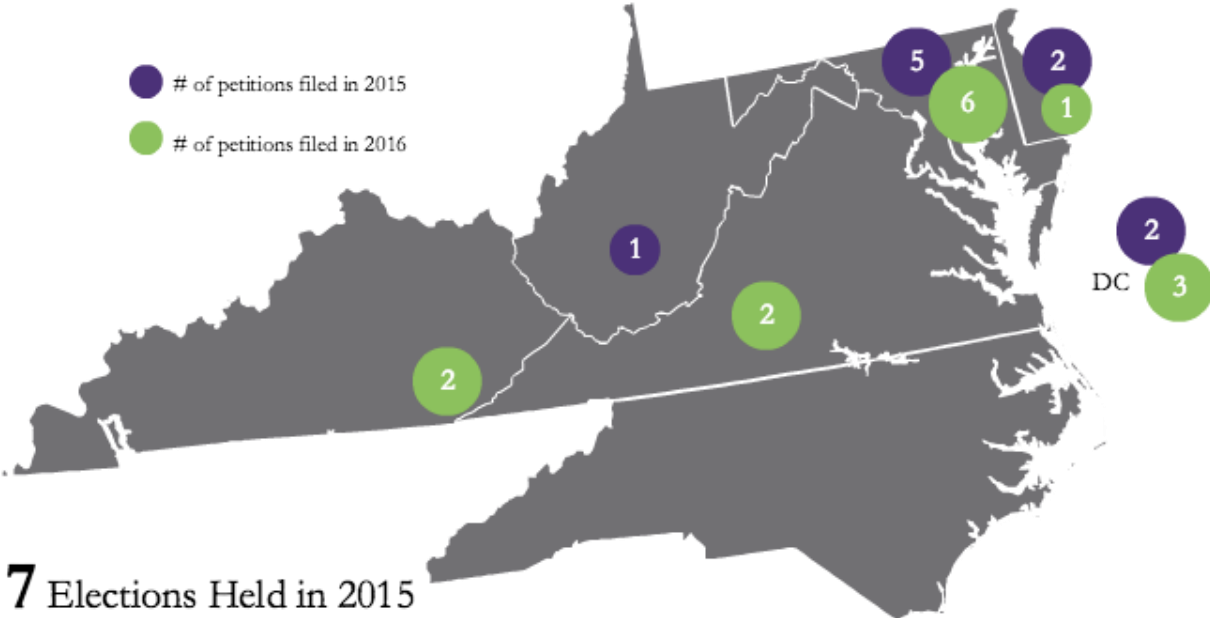 # of petitions filed in 2015
# of petitions filed in 2016
5
2
6
1
2
DC
3
1
2
2
7 Elections Held in 2015